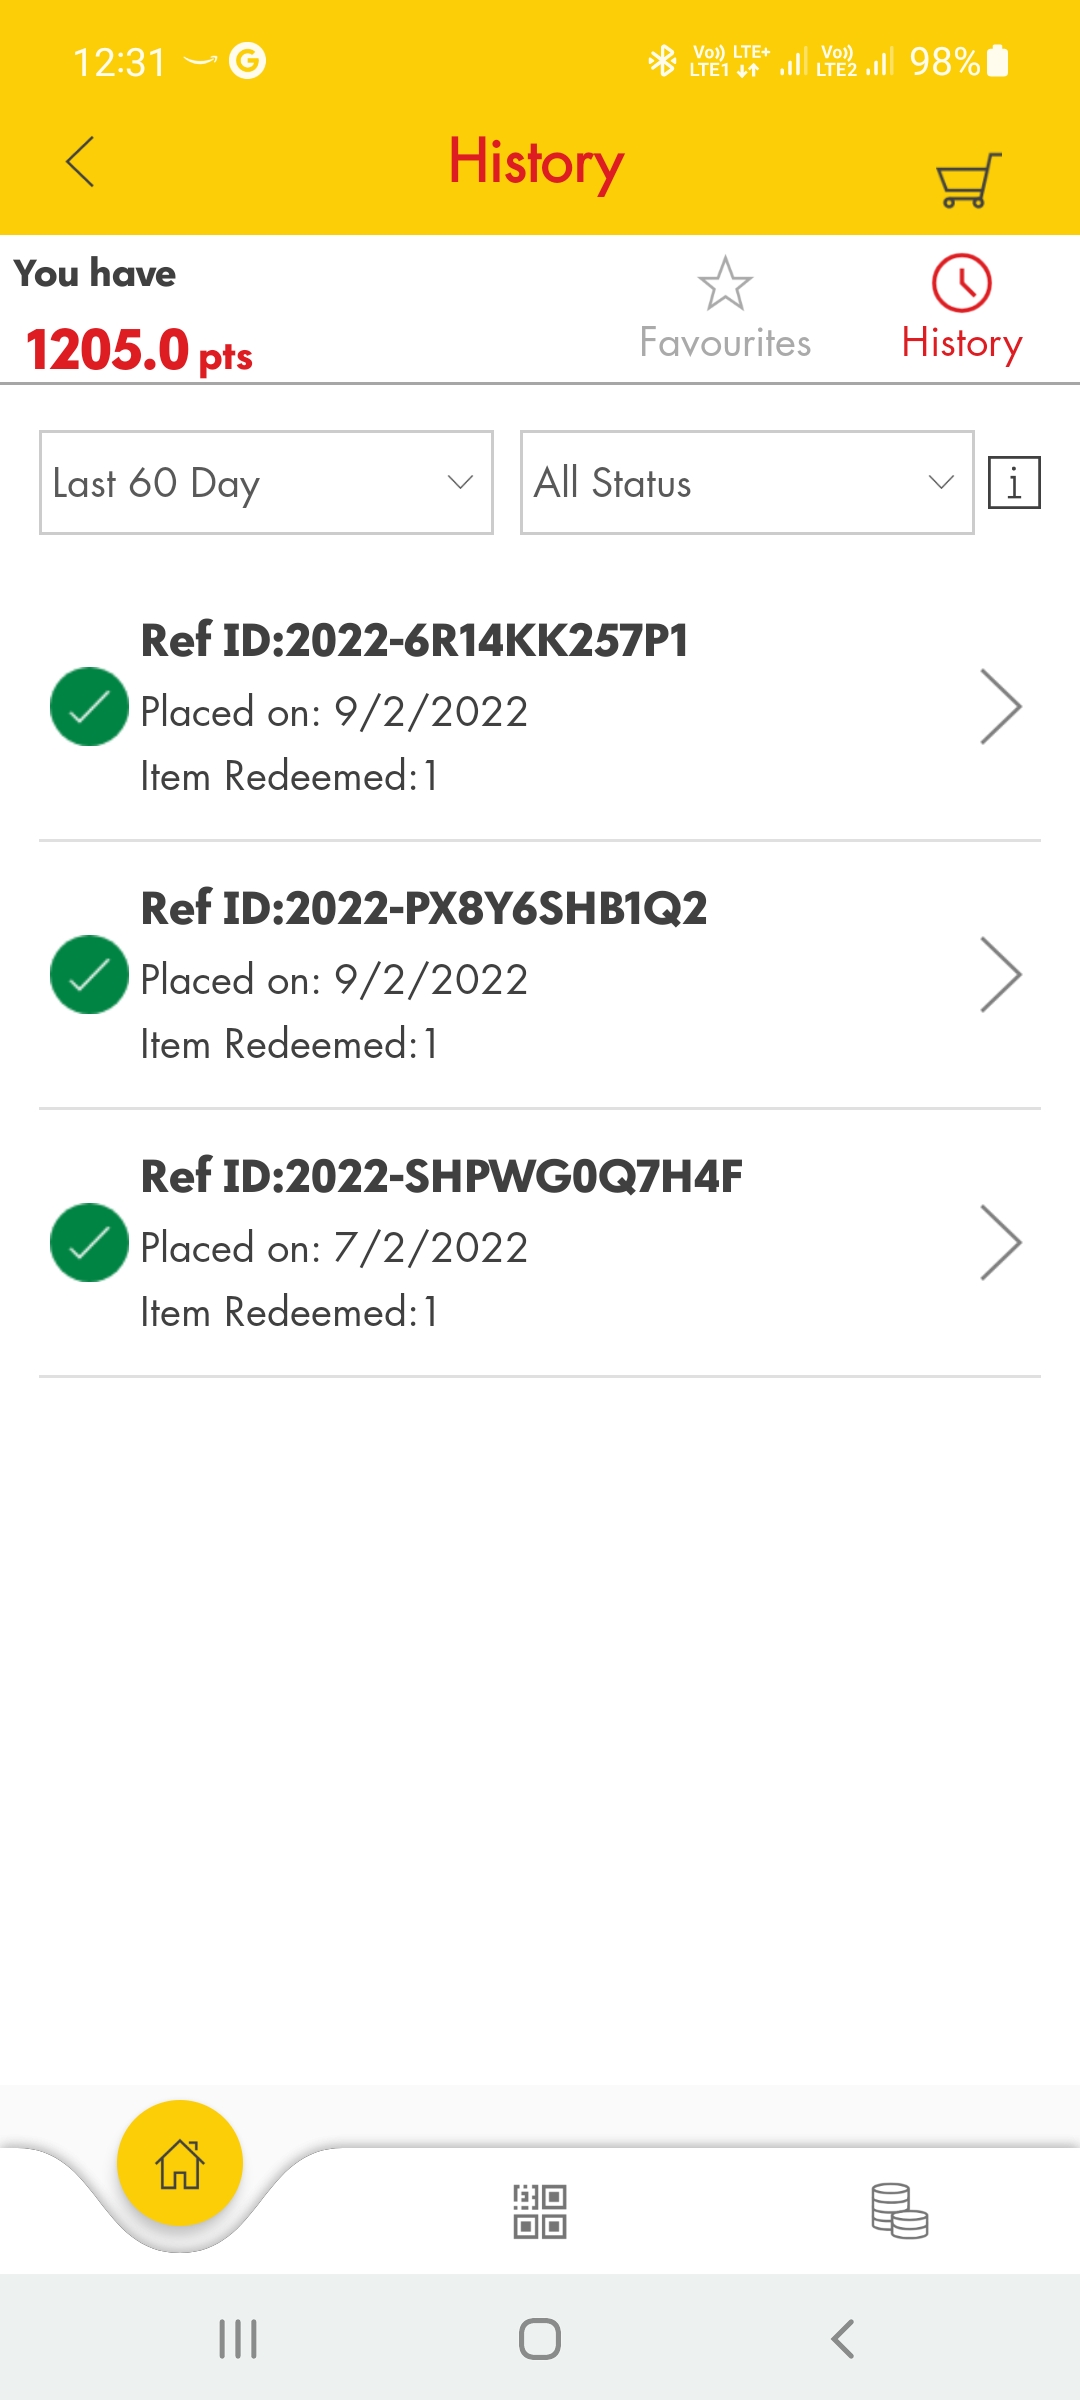 12:31
Vo)) LTE+ Vo))
LTE1 LTE2 98%
History
You have
1205.0 pts
Favourites
History
Last 60 Day
All Status
i
Ref ID:2022-6R14KK257P1
Placed on: 9/2/2022
Item Redeemed:1
Ref ID:2022-PX8Y6SHB1Q2
Placed on: 9/2/2022
Item Redeemed:1
Ref ID:2022-SHPWG0Q7H4F
Placed on: 7/2/2022
Item Redeemed:1